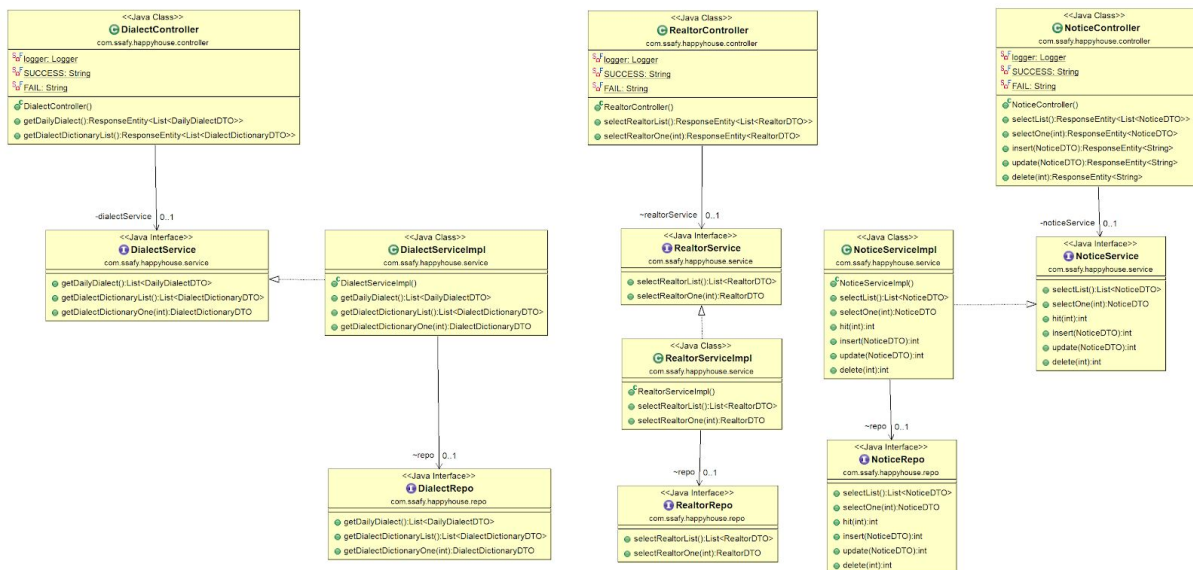 <<Java Class>>
DialectController
com.ssafy.happyhouse.controller
logger: Logger
SUCCESS: String
FAIL: String
DialectController()
getDailyDialect():ResponseEntity<List<DailyDialectDTO>>
getDialectDictionaryList():ResponseEntity<List<DialectDictionaryDTO>>
-dialectService 0..1
<<Java Interface>>
DialectService
com.ssafy.happyhouse.service
getDailyDialect():List<DailyDialectDTO>
getDialectDictionaryList():List<DialectDictionaryDTO>
getDialectDictionaryOne(int):DialectDictionaryDTO
<<Java Class>>
DialectServiceImpl
com.ssafy.happyhouse.service
DialectServiceImpl()
getDailyDialect():List<DailyDialectDTO>
getDialectDictionaryList():List<DialectDictionaryDTO>
getDialectDictionaryOne(int):DialectDictionaryDTO
~repo 0..1
<<Java Interface>>
DialectRepo
com.ssafy.happyhouse.repo
getDailyDialect():List<DailyDialectDTO>
getDialectDictionaryList():List<DialectDictionaryDTO>
getDialectDictionaryOne(int):DialectDictionaryDTO
<<Java Class>>
RealtorController
com.ssafy.happyhouse.controller
logger: Logger
SUCCESS: String
FAIL: String
RealtorController()
selectRealtorList():ResponseEntity<List<RealtorDTO>>
selectRealtorOne(int):ResponseEntity<RealtorDTO>
~realtorService 0..1
<<Java Interface>>
RealtorService
com.ssafy.happyhouse.service
selectRealtorList():List<RealtorDTO>
selectRealtorOne(int):RealtorDTO
<<Java Class>>
RealtorServiceImpl
com.ssafy.happyhouse.service
RealtorServiceImpl()
selectRealtorList():List<RealtorDTO>
selectRealtorOne(int):RealtorDTO
~repo 0..1
<<Java Interface>>
RealtorRepo
com.ssafy.happyhouse.repo
selectRealtorList():List<RealtorDTO>
selectRealtorOne(int):RealtorDTO
<<Java Class>>
NoticeController
com.ssafy.happyhouse.controller
logger: Logger
SUCCESS: String
FAIL: String
NoticeController()
selectList():ResponseEntity<List<NoticeDTO>>
selectOne(int):ResponseEntity<NoticeDTO>
insert(NoticeDTO):ResponseEntity<String>
update(NoticeDTO):ResponseEntity<String>
delete(int):ResponseEntity<String>
-noticeService 0..1
<<Java Class>>
NoticeServiceImpl
com.ssafy.happyhouse.service
NoticeServiceImpl()
selectList():List<NoticeDTO>
selectOne(int):NoticeDTO
hit(int):int
insert(NoticeDTO):int
update(NoticeDTO):int
delete(int):int
<<Java Interface>>
NoticeService
com.ssafy.happyhouse.service
selectList():List<NoticeDTO>
selectOne(int):NoticeDTO
hit(int):int
insert(NoticeDTO):int
update(NoticeDTO):int
delete(int):int
~repo 0..1
<<Java Interface>>
NoticeRepo
com.ssafy.happyhouse.repo
selectList():List<NoticeDTO>
selectOne(int):NoticeDTO
hit(int):int
insert(NoticeDTO):int
update(NoticeDTO):int
delete(int):int